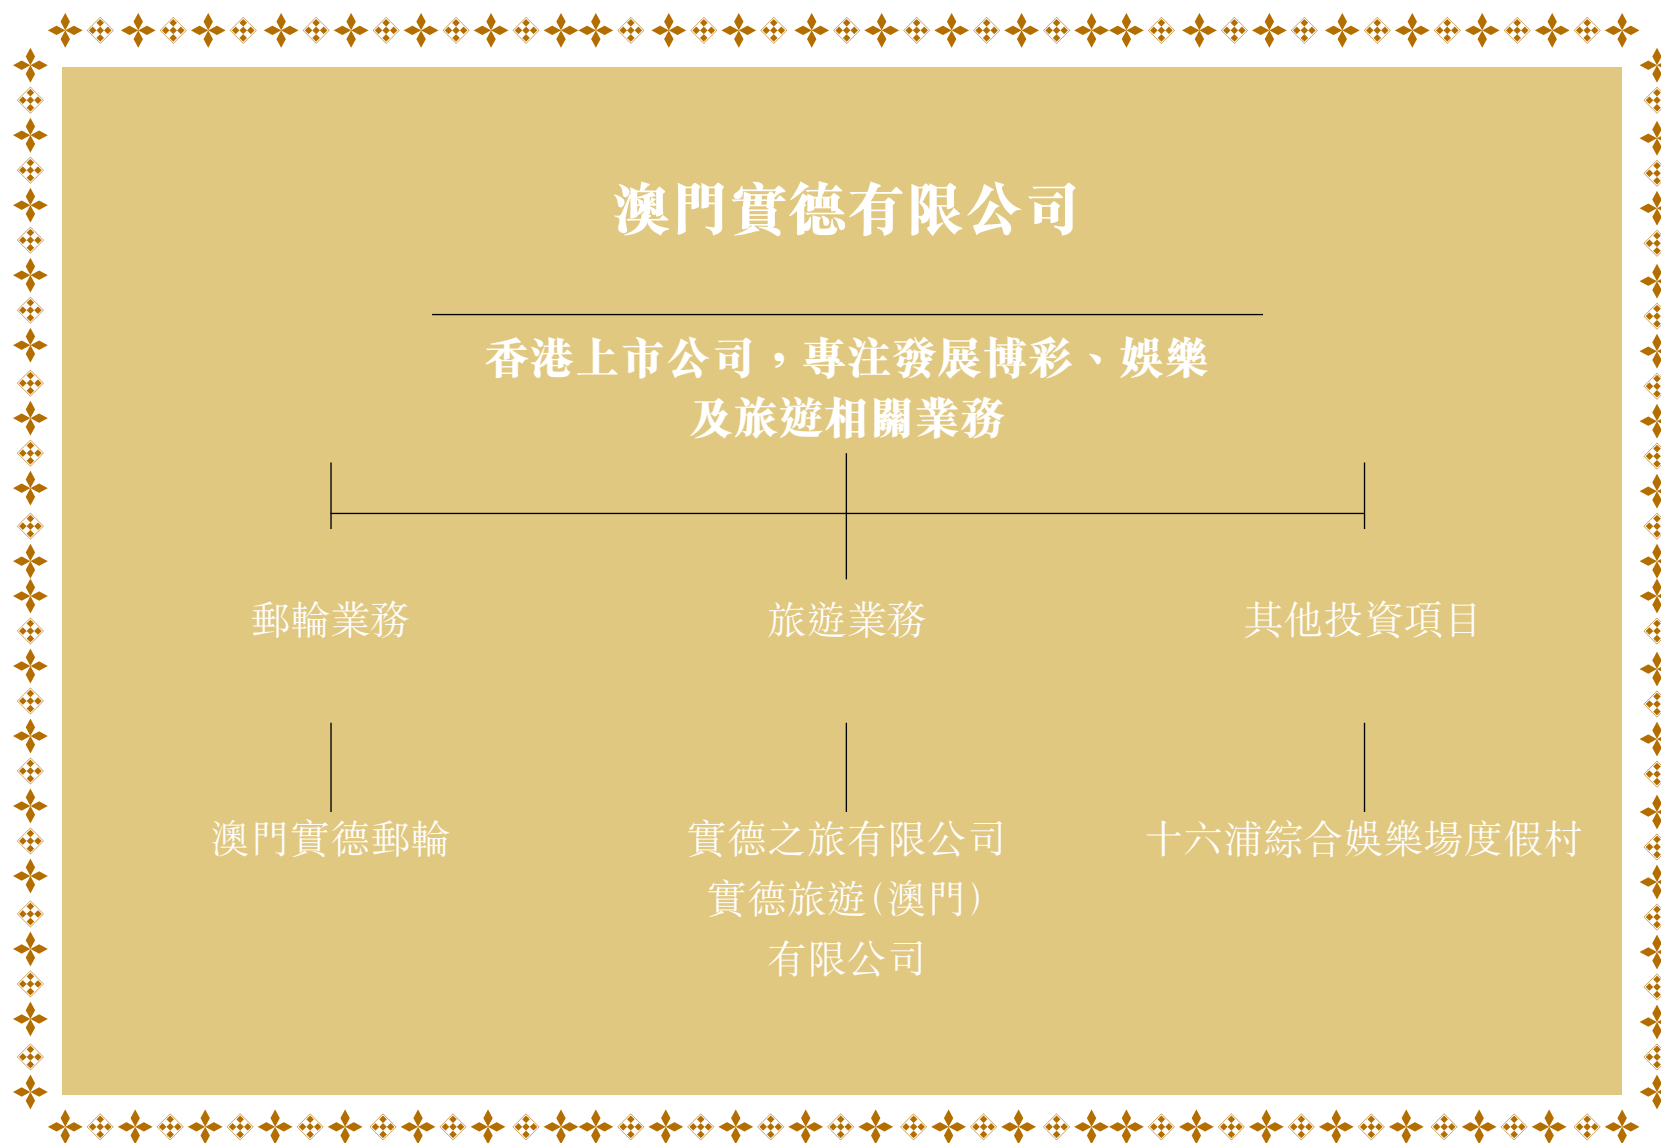 澳門實德有限公司
香港上市公司，專注發展博彩、娛樂
及旅遊相關業務
郵輪業務
旅遊業務
其他投資項目
澳門實德郵輪
實德之旅有限公司
實德旅遊(澳門)
有限公司
十六浦綜合娛樂場度假村